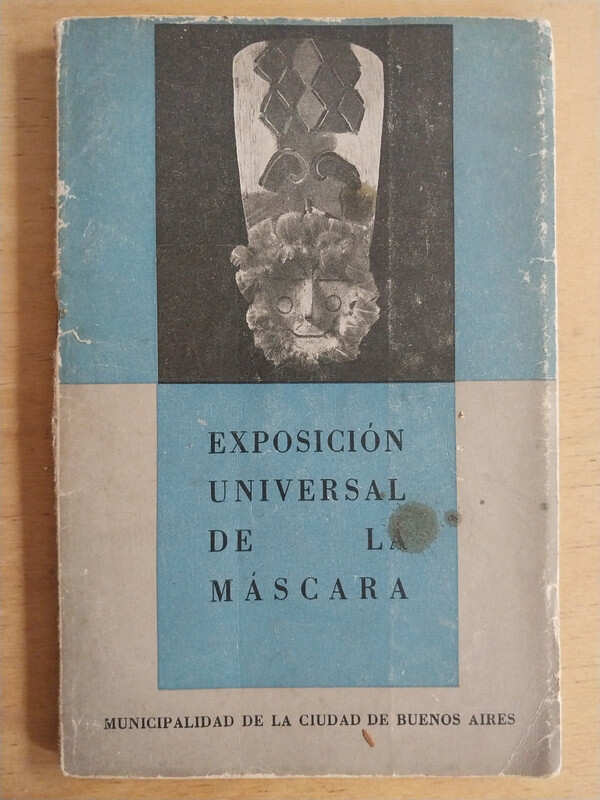 EXPOSICIÓN
UNIVERSAL
DE LA
MÁSCARA
MUNICIPALIDAD DE LA CIUDAD DE BUENOS AIRES